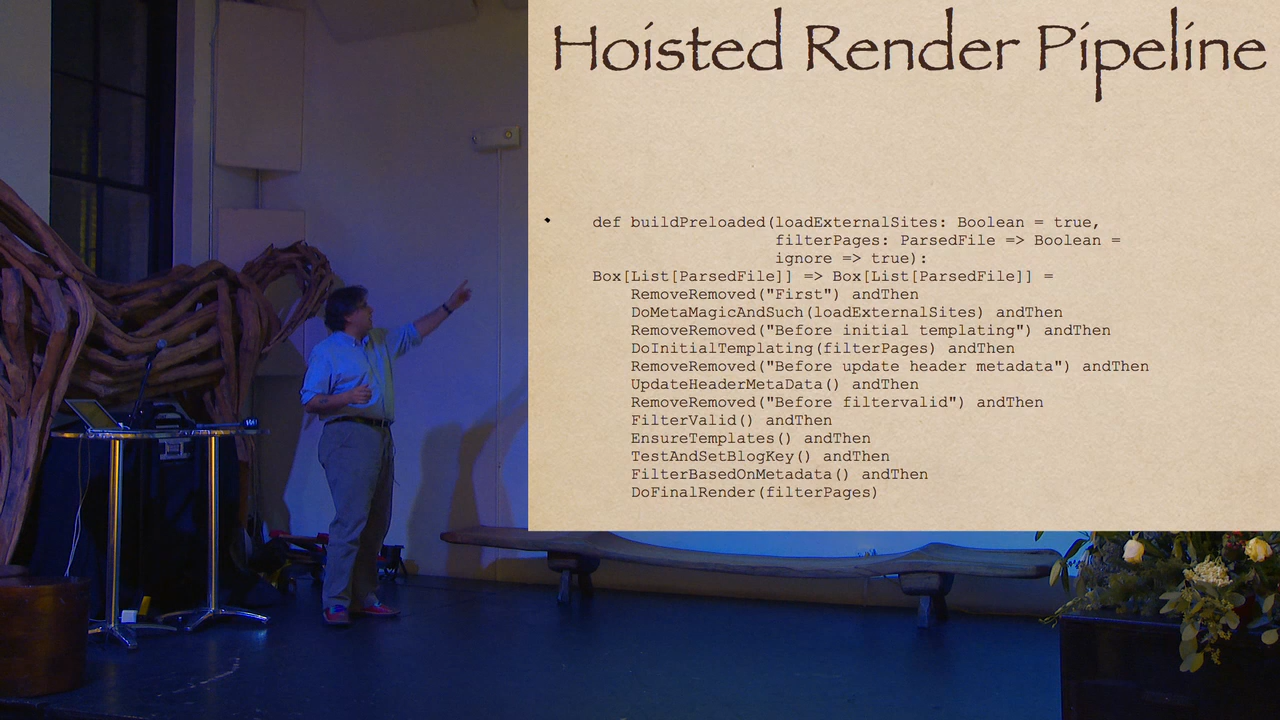 Hoisted Render Pipeline
• def buildPreloaded(loadExternalSites: Boolean = true,
filterPages: ParsedFile => Boolean =
ignore => true):
Box[List[ParsedFile]] => Box[List[ParsedFile]] =
RemoveRemoved("First") andThen
DoMetaMagicAndSuch(loadExternalSites) andThen
RemoveRemoved("Before initial templating") andThen
DoInitialTemplating(filterPages) andThen
RemoveRemoved("Before update header metadata") andThen
UpdateHeaderMetaData() andThen
RemoveRemoved("Before filtervalid") andThen
FilterValid() andThen
EnsureTemplates() andThen
TestAndSetBlogKey() andThen
FilterBasedOnMetadata() andThen
DoFinalRender(filterPages)